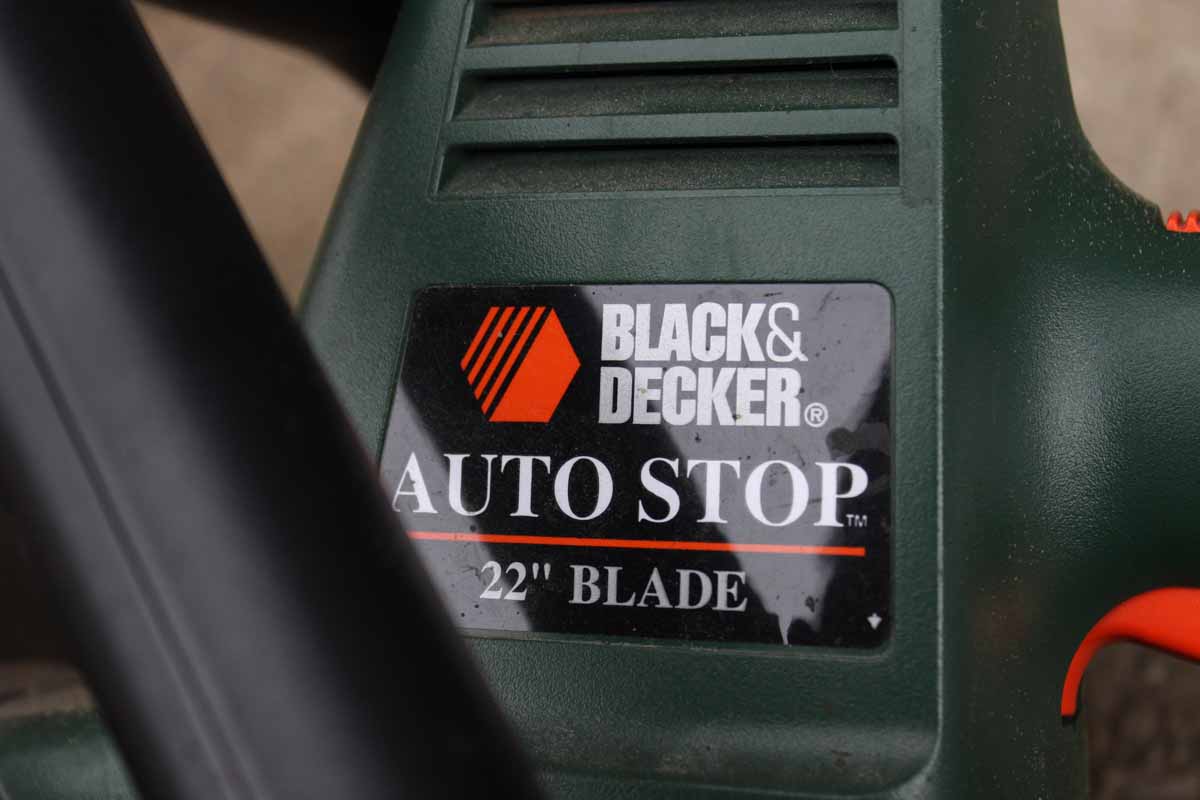 BLACK&
DECKER®
AUTO STOP™
22" BLADE